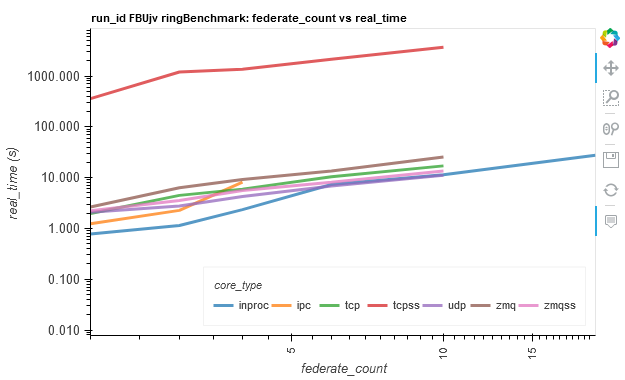 run_id FBUjv ringBenchmark: federate_count vs real_time
real_time (s)
1000.000
100.000
10.000
1.000
0.100
0.010
core_type
inproc ipc tcp tcpss udp zmq zmqss
5 10 15
federate_count